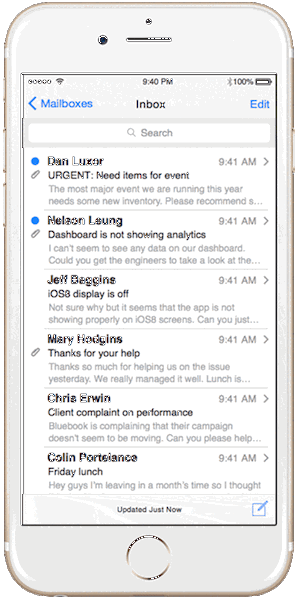 9:40 PM
100%
Mailboxes
Inbox
Edit
Search
Dan Luxor 9:41 AM
URGENT: Need items for event
The most major event we are running this year
needs some new inventory. Please recommend s...
Nelson Leung 9:41 AM
Dashboard is not showing analytics
I can't seem to see any data on our dashboard.
Could you get the engineers to take a look at the...
Jeff Baggins 9:41 AM
iOS8 display is off
Not sure why but it seems that the app is not
showing properly on iOS8 screens. Can you just...
Mary Hodgins 9:41 AM
Thanks for your help
Thanks so much for helping us on the issue
yesterday. We really managed it well. Lunch is...
Chris Erwin 9:41 AM
Client complaint on performance
Bluebook is complaining that their campaign
doesn't seem to be moving. Can you please help...
Colin Portelance 9:41 AM
Friday lunch
Hey guys I'm leaving in a month's time so I thought
Updated Just Now